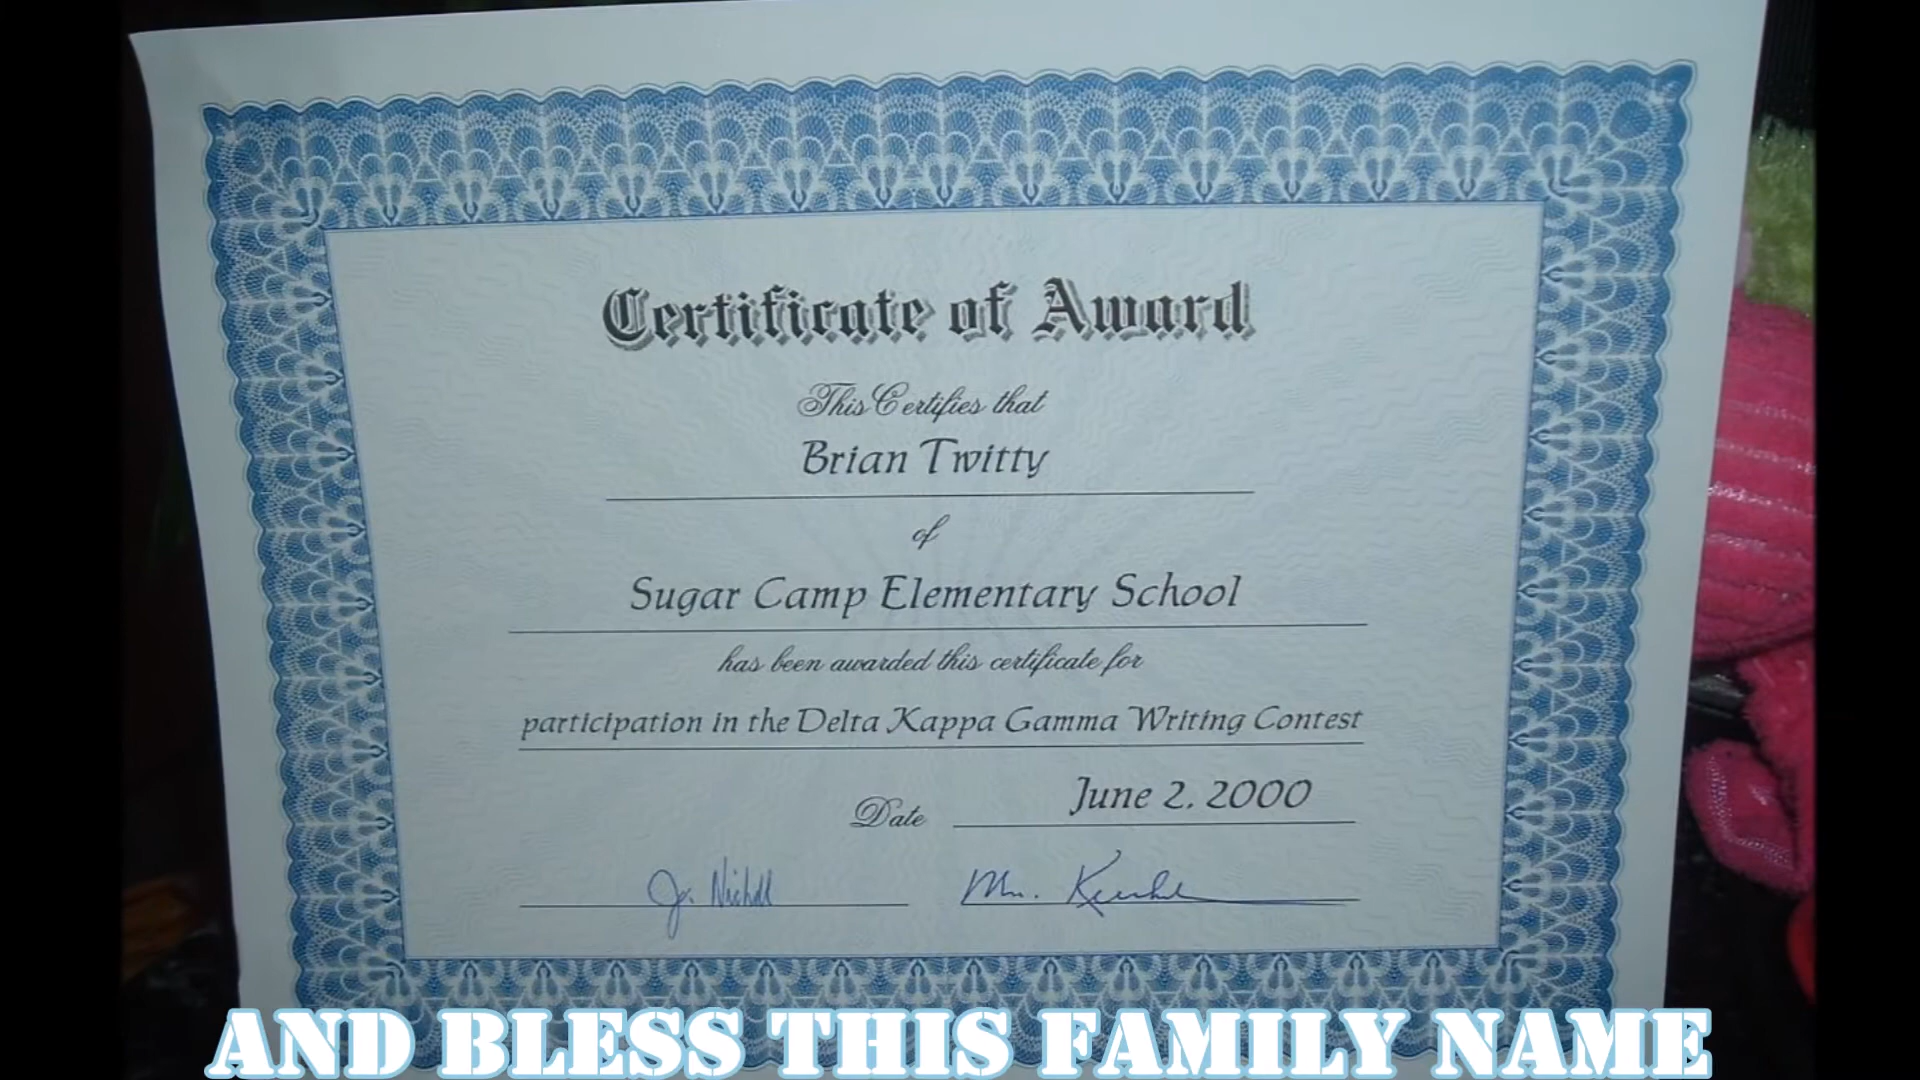 Certificate of Award
This Certifies that
Brian Twitty
of
Sugar Camp Elementary School
has been awarded this certificate for
participation in the Delta Kappa Gamma Writing Contest
Date June 2, 2000
AND BLESS THIS FAMILY NAME